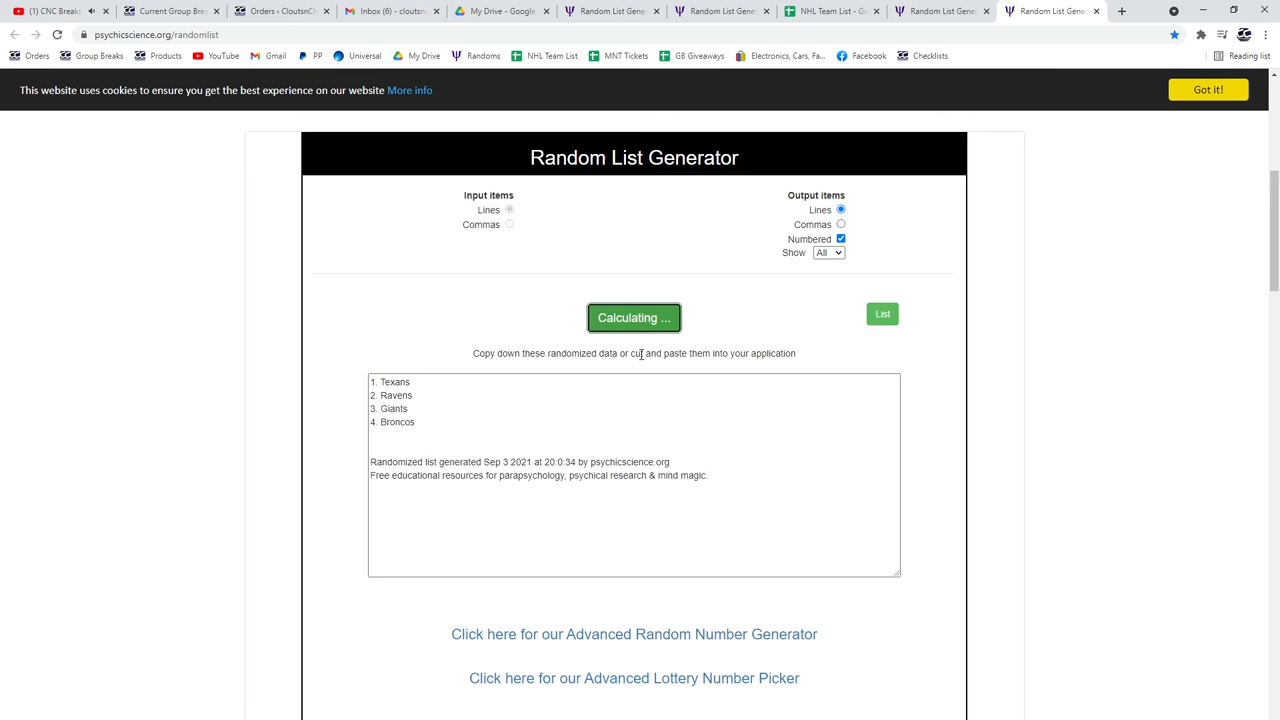 (1) CNC Breaks
Current Group Break
Orders < CloutsnCh
Inbox (6) - cloutsn
My Drive - Google
Random List Genera
Random List Genera
NHL Team List - Go
Random List Genera
Random List Genera
psychicscience.org/randomlist
Orders
Group Breaks
Products
YouTube
Gmail
PP
Universal
My Drive
Randoms
NHL Team List
MNT Tickets
GB Giveaways
Electronics, Cars, Fa...
Facebook
Checklists
Reading list
This website uses cookies to ensure you get the best experience on our website More info
Got it!
Random List Generator
Input items
Lines
Commas
Output items
Lines
Commas
Numbered
Show All
Calculating ...
List
Copy down these randomized data or cut and paste them into your application
1. Texans
2. Ravens
3. Giants
4. Broncos
Randomized list generated Sep 3 2021 at 20:0:34 by psychicscience.org
Free educational resources for parapsychology, psychical research & mind magic.
Click here for our Advanced Random Number Generator
Click here for our Advanced Lottery Number Picker